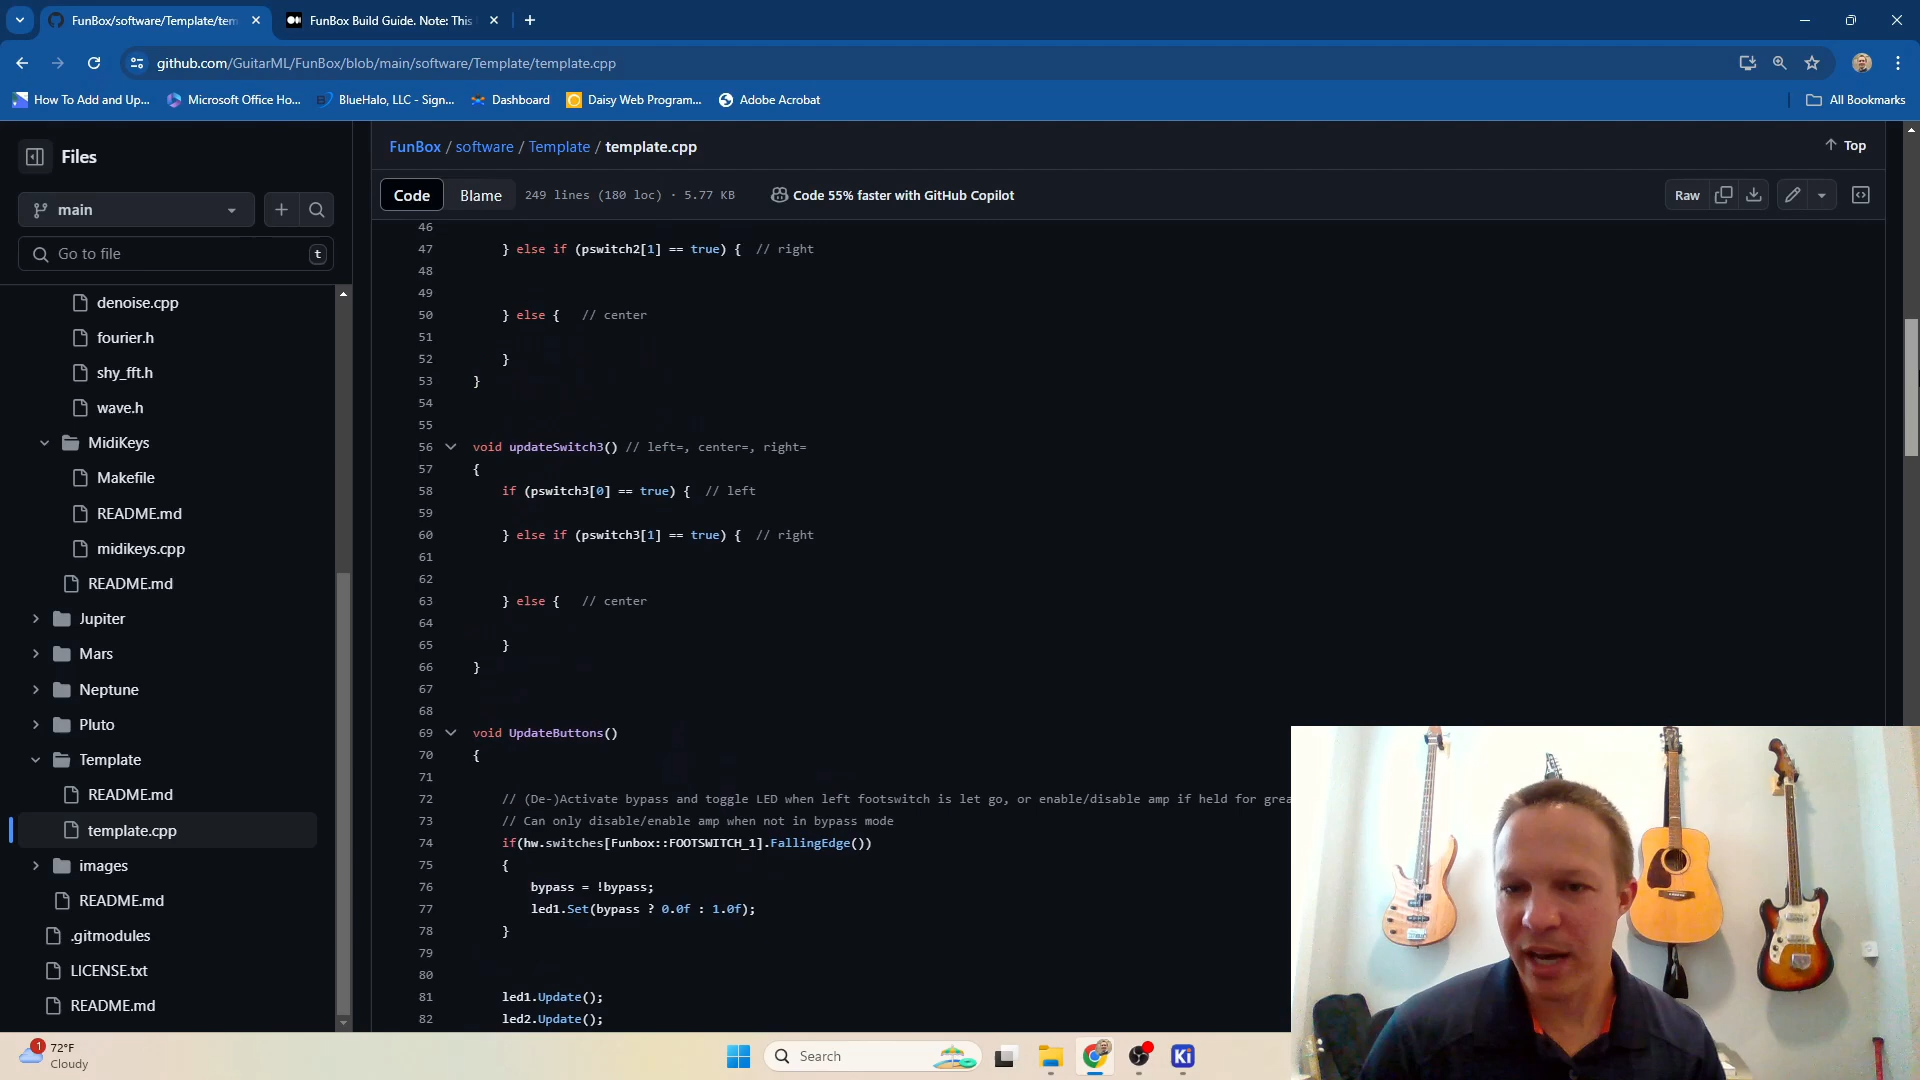 FunBox/software/Template/tem
FunBox Build Guide. Note: This
github.com/GuitarML/FunBox/blob/main/software/Template/template.cpp
How To Add and Up...
Microsoft Office Ho...
BlueHalo, LLC - Sign...
Dashboard
Daisy Web Program...
Adobe Acrobat
All Bookmarks
Files
FunBox / software / Template / template.cpp
Top
main
Code
Blame
249 lines (180 loc) · 5.77 KB
Code 55% faster with GitHub Copilot
Raw
Go to file
t
denoise.cpp
fourier.h
shy_fft.h
wave.h
MidiKeys
Makefile
README.md
midikeys.cpp
README.md
Jupiter
Mars
Neptune
Pluto
Template
README.md
template.cpp
images
README.md
.gitmodules
LICENSE.txt
README.md
46
47 } else if (pswitch2[1] == true) { // right
48
49
50 } else { // center
51
52 }
53 }
54
55
56 void updateSwitch3() // left=, center=, right=
57 {
58 if (pswitch3[0] == true) { // left
59
60 } else if (pswitch3[1] == true) { // right
61
62
63 } else { // center
64
65 }
66 }
67
68
69 void UpdateButtons()
70 {
71
72 // (De-)Activate bypass and toggle LED when left footswitch is let go, or enable/disable amp if held for grea
73 // Can only disable/enable amp when not in bypass mode
74 if(hw.switches[Funbox::FOOTSWITCH_1].FallingEdge())
75 {
76 bypass = !bypass;
77 led1.Set(bypass ? 0.0f : 1.0f);
78 }
79
80
81 led1.Update();
82 led2.Update();
1
72°F
Cloudy
Search
Ki